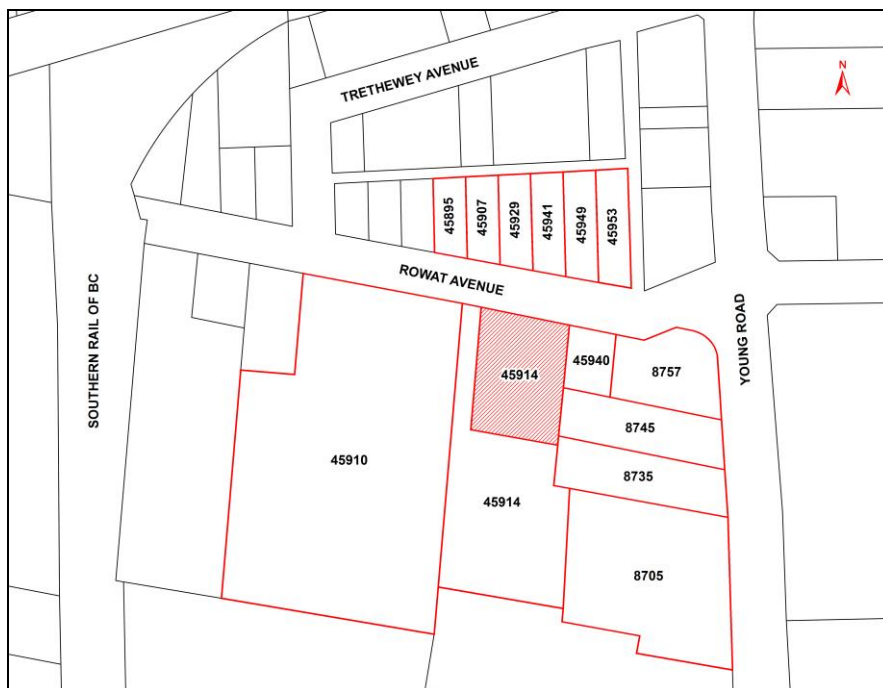 TRETHEWEY AVENUE
N
45895
45907
45929
45941
45949
45953
ROWAT AVENUE
SOUTHERN RAIL OF BC
YOUNG ROAD
45914
45940
8757
8745
45910
8735
45914
8705